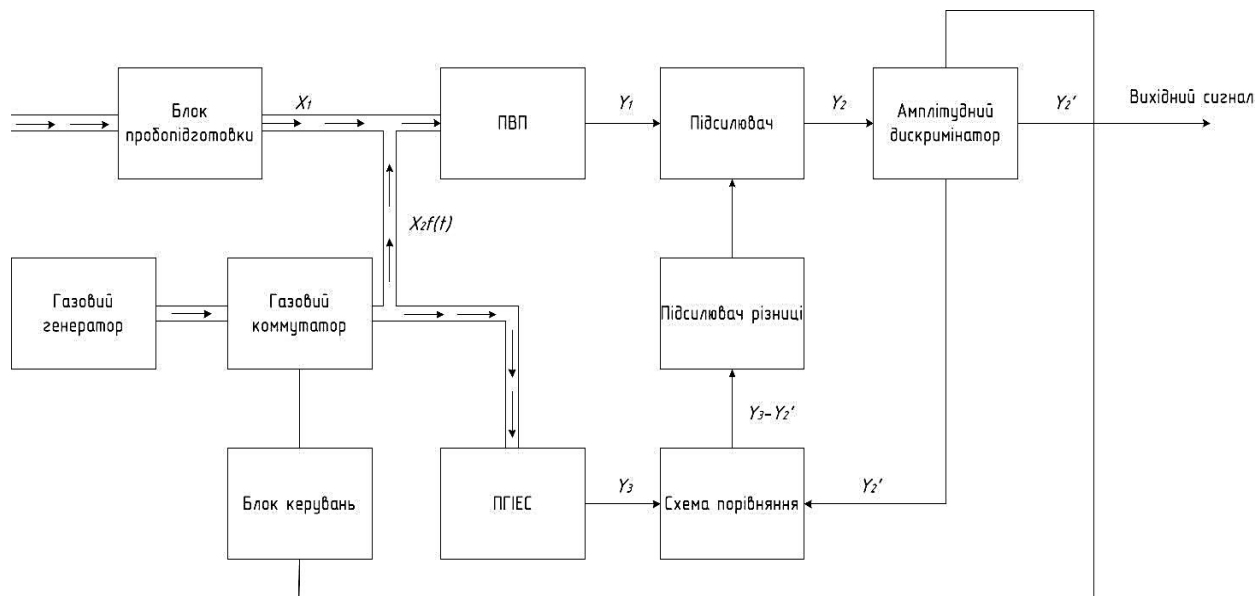 Блок
пробопідготовки
X₁
ПВП
Y₁
Підсилювач
Y₂
Амплітудний
дискримінатор
Y₂'
Вихідний сигнал
X₂f(t)
Газовий
генератор
Газовий
коммутатор
Підсилювач різниці
Y₃-Y₂'
Блок керувань
ПГІЕС
Y₃
Схема порівняння
Y₂'